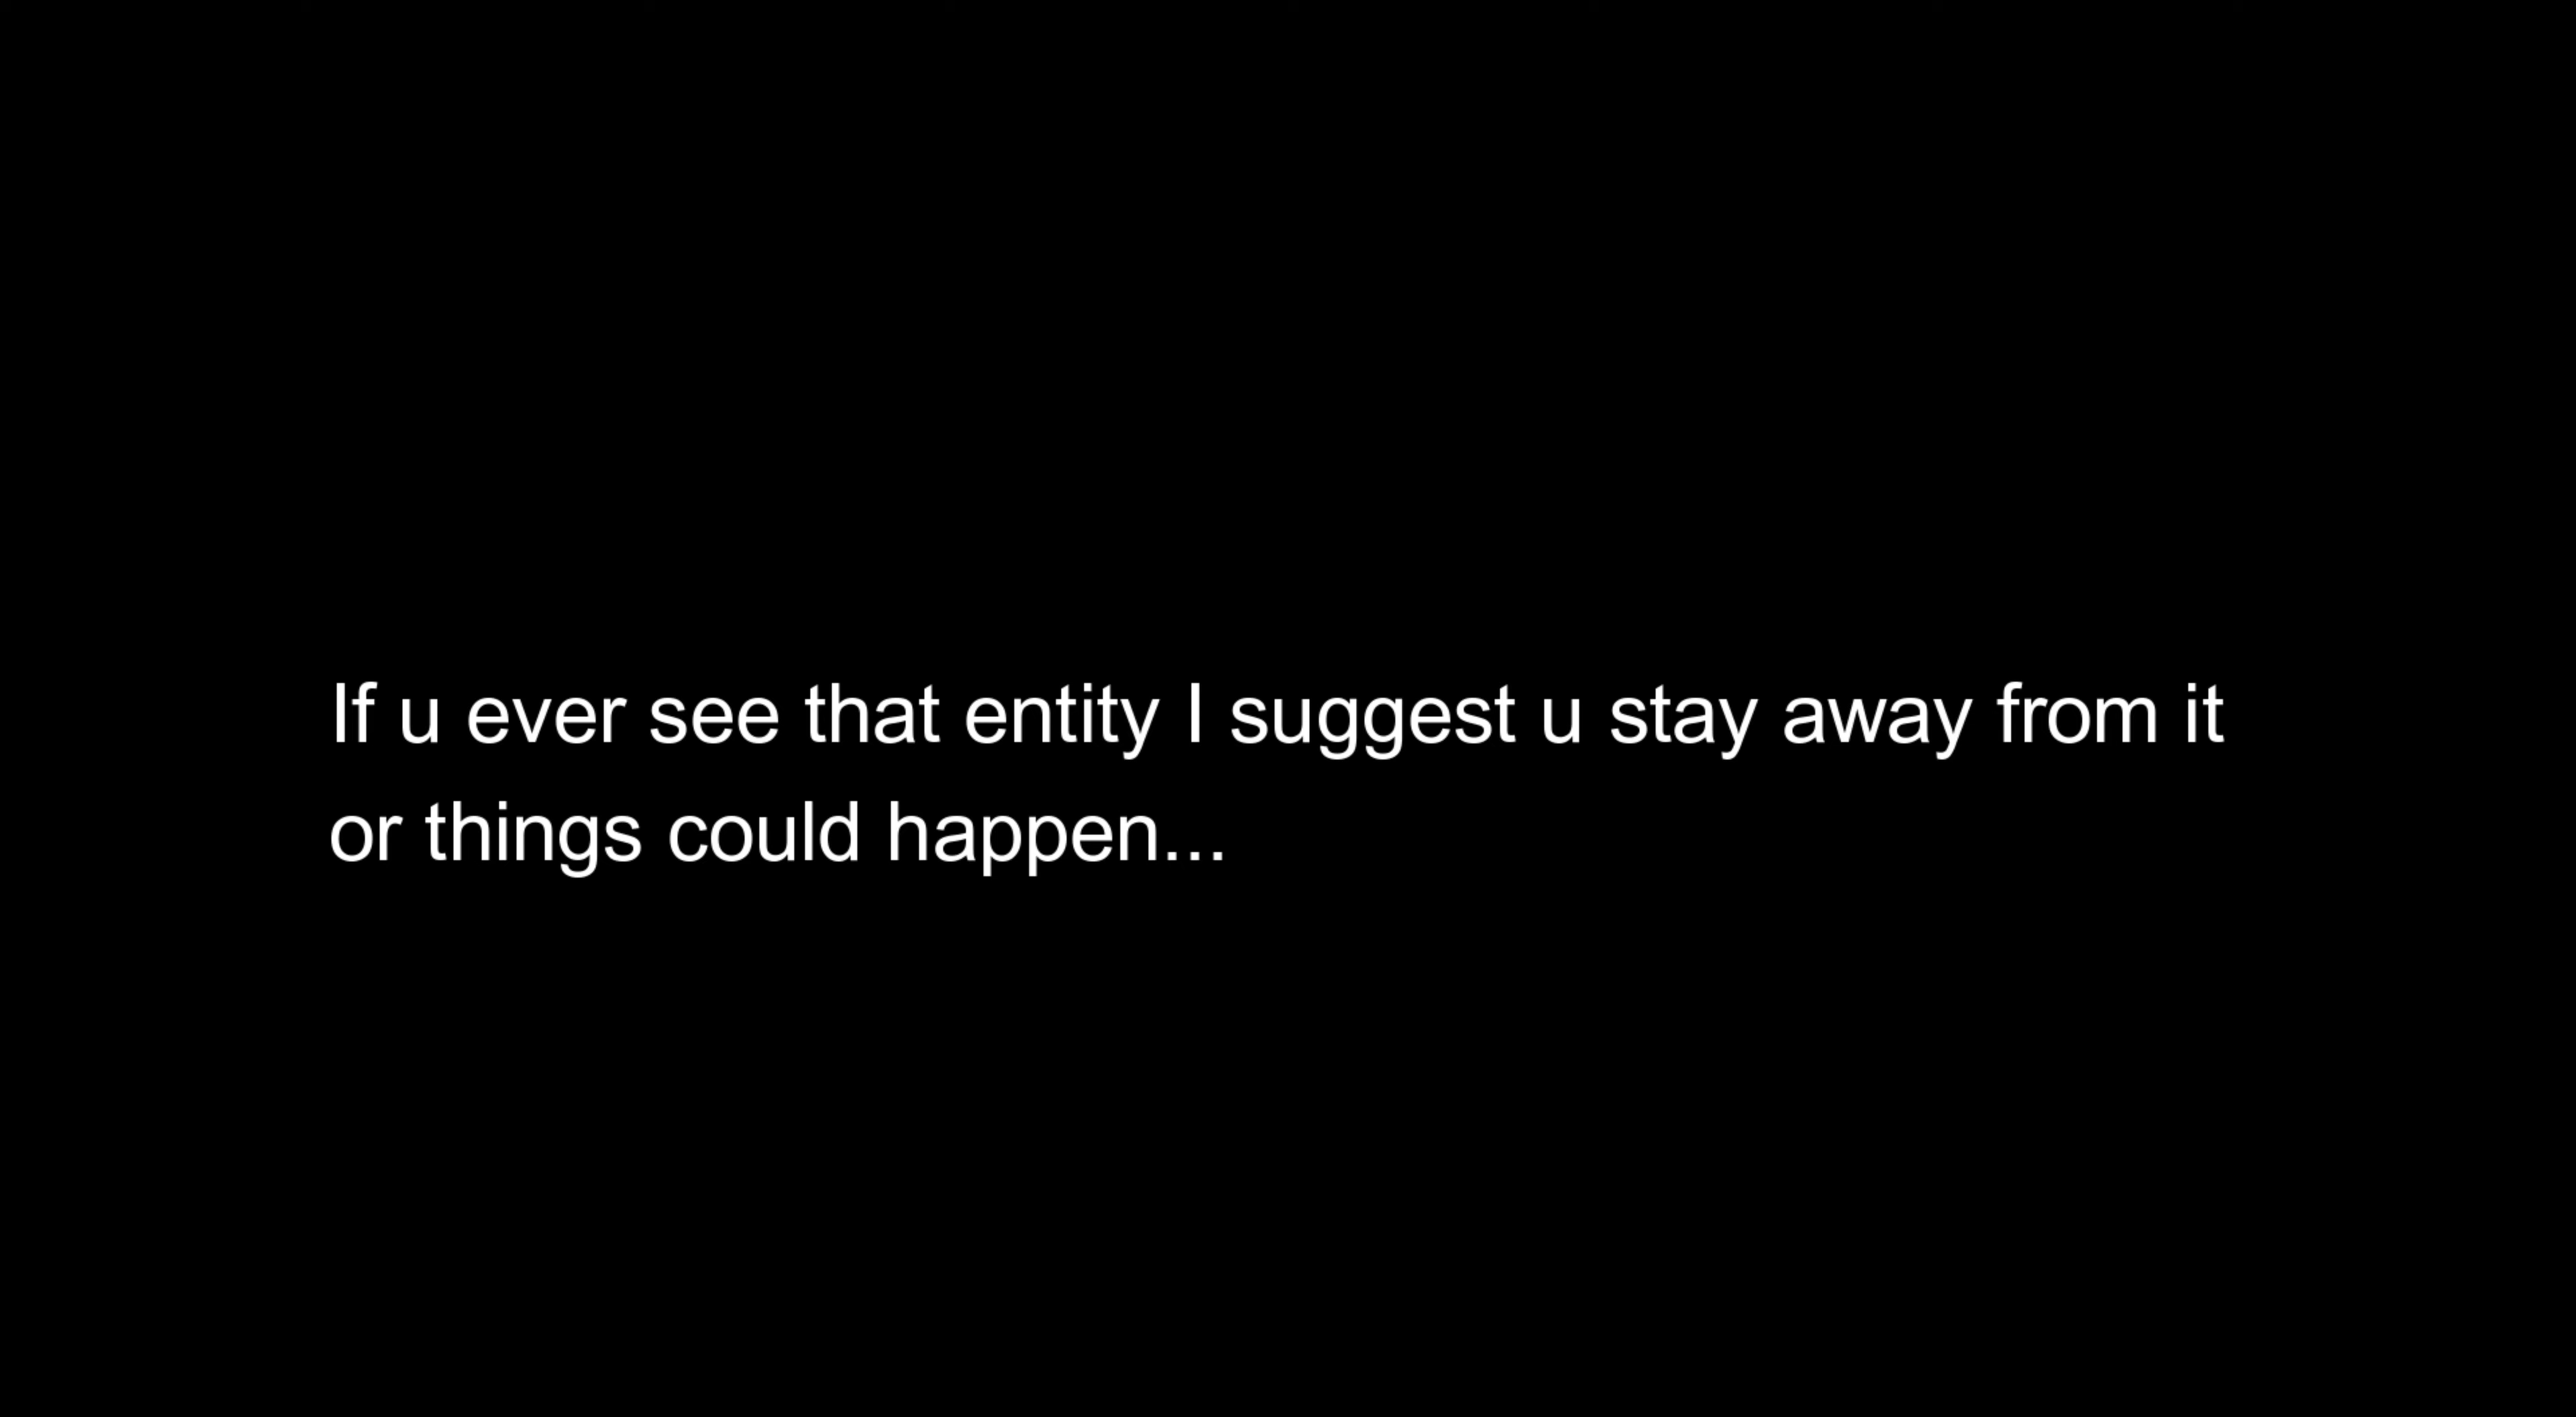 If u ever see that entity I suggest u stay away from it
or things could happen...